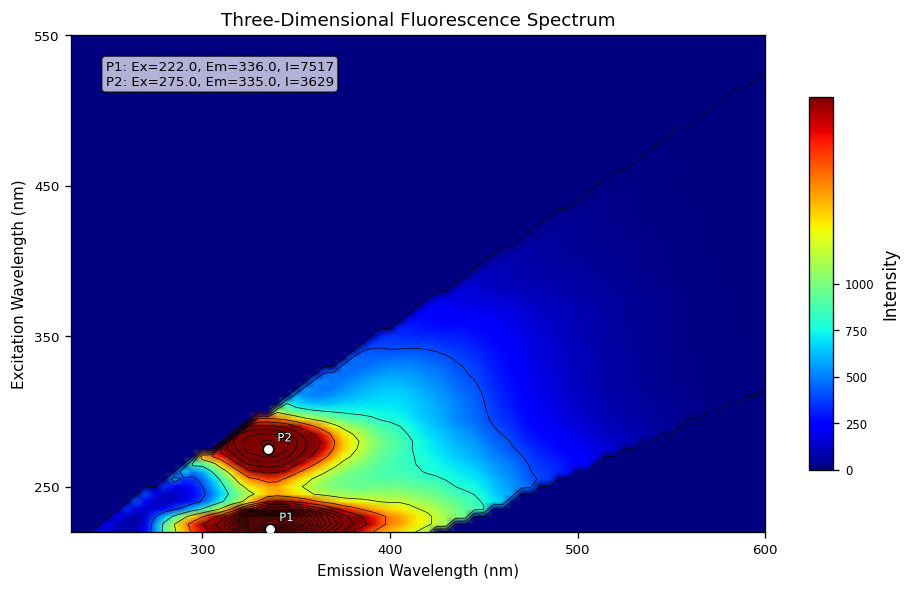 Three-Dimensional Fluorescence Spectrum
P1: Ex=222.0, Em=336.0, I=7517
P2: Ex=275.0, Em=335.0, I=3629
550
450
350
250
Excitation Wavelength (nm)
P2
P1
300
400
500
600
Emission Wavelength (nm)
1000
750
500
250
0
Intensity